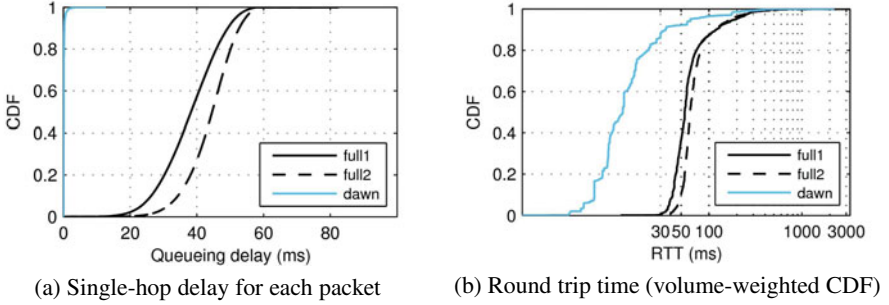 1
0.8
0.6
0.4
0.2
0
CDF
0 20 40 60 80
Queueing delay (ms)
full1
full2
dawn
(a) Single-hop delay for each packet
1
0.8
0.6
0.4
0.2
0
CDF
30 50 100 1000 3000
RTT (ms)
full1
full2
dawn
(b) Round trip time (volume-weighted CDF)